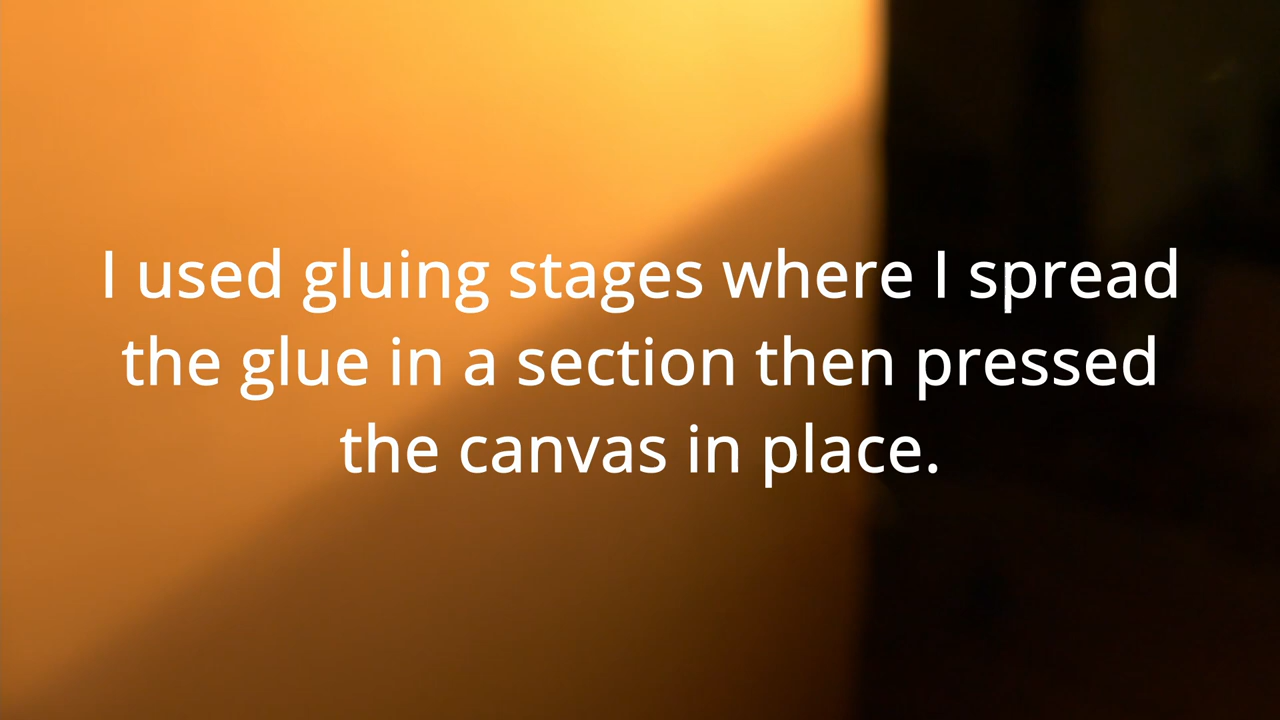 I used gluing stages where I spread
the glue in a section then pressed
the canvas in place.